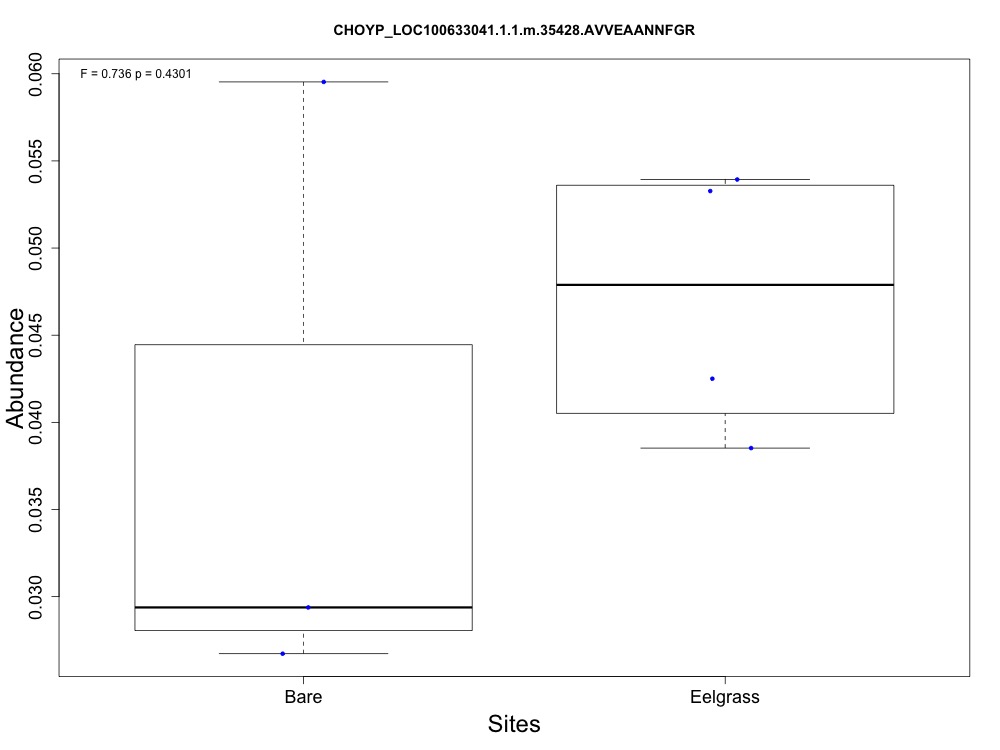 CHOYP_LOC100633041.1.1.m.35428.AVVEAANNFGR
F = 0.736 p = 0.4301
0.060
0.055
0.050
0.045
0.040
0.035
0.030
Abundance
Bare
Eelgrass
Sites